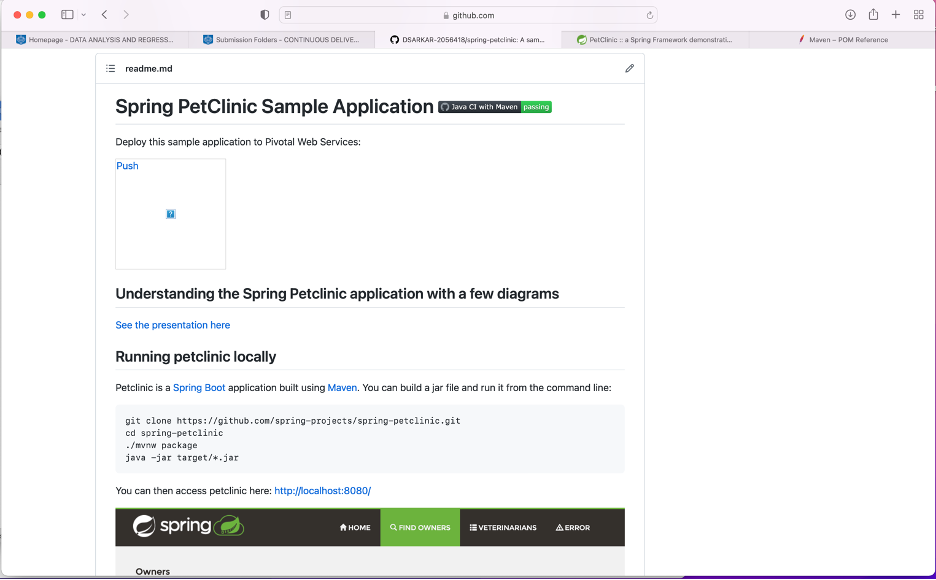 github.com
Homepage - DATA ANALYSIS AND REGRESS...
Submission Folders - CONTINUOUS DELIVE...
DSARKAR-2056418/spring-petclinic: A sam...
PetClinic :: a Spring Framework demonstrati...
Maven – POM Reference
readme.md
Spring PetClinic Sample Application Java CI with Maven passing
Deploy this sample application to Pivotal Web Services:
Push
?
Understanding the Spring Petclinic application with a few diagrams
See the presentation here
Running petclinic locally
Petclinic is a Spring Boot application built using Maven. You can build a jar file and run it from the command line:
git clone https://github.com/spring-projects/spring-petclinic.git
cd spring-petclinic
./mvnw package
java -jar target/*.jar
You can then access petclinic here: http://localhost:8080/
spring HOME FIND OWNERS VETERINARIANS ERROR
Owners